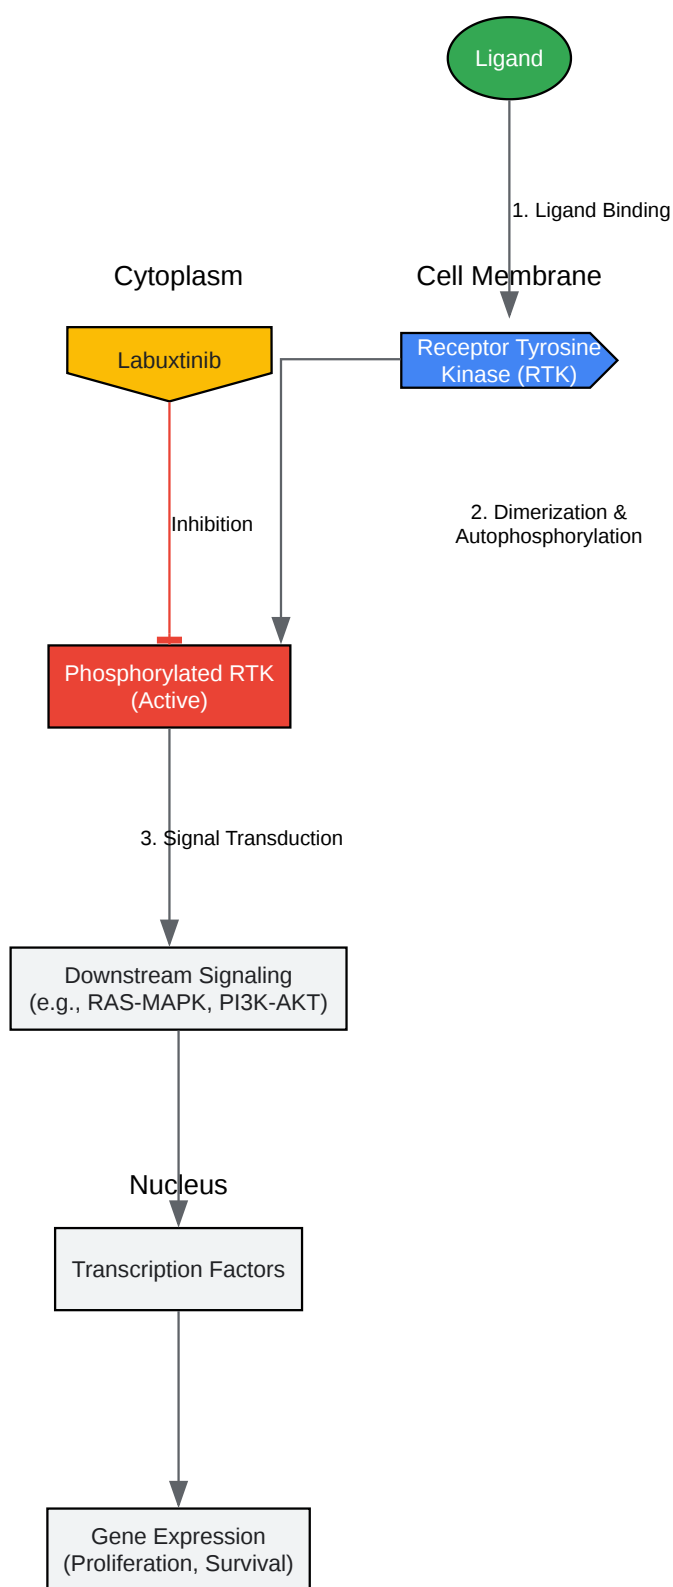 Ligand
1. Ligand Binding
Cytoplasm
Cell Membrane
Labuxtinib
Receptor Tyrosine
Kinase (RTK)
Inhibition
2. Dimerization &
Autophosphorylation
Phosphorylated RTK
(Active)
3. Signal Transduction
Downstream Signaling
(e.g., RAS-MAPK, PI3K-AKT)
Nucleus
Transcription Factors
Gene Expression
(Proliferation, Survival)